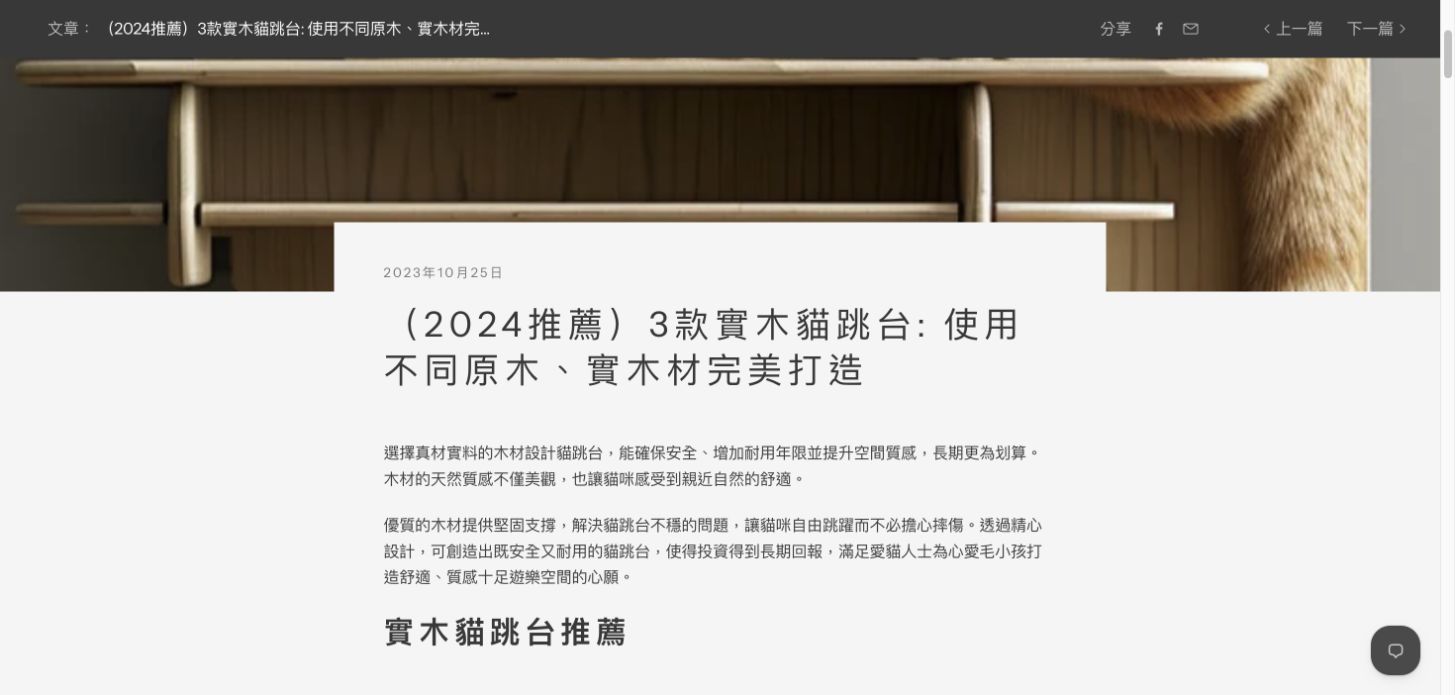 文章： （2024推薦）3款實木貓跳台: 使用不同原木、實木材完...
分享
上一篇
下一篇
2023年10月25日
（2024推薦）3款實木貓跳台: 使用
不同原木、實木材完美打造
選擇真材實料的木材設計貓跳台，能確保安全、增加耐用年限並提升空間質感，長期更為划算。
木材的天然質感不僅美觀，也讓貓咪感受到親近自然的舒適。
優質的木材提供堅固支撐，解決貓跳台不穩的問題，讓貓咪自由跳躍而不必擔心摔傷。透過精心
設計，可創造出既安全又耐用的貓跳台，使得投資得到長期回報，滿足愛貓人士為心愛毛小孩打
造舒適、質感十足遊樂空間的心願。
實木貓跳台推薦